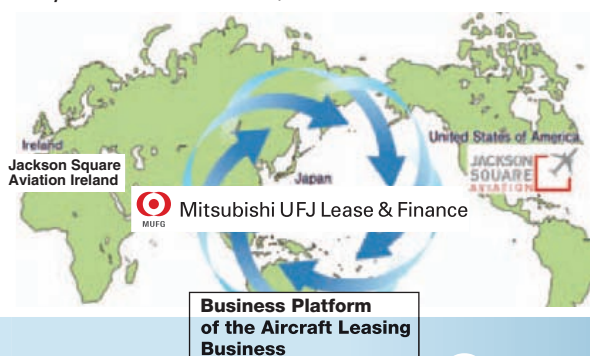 Ireland
Jackson Square
Aviation Ireland
United States of America
JACKSON
SQUARE
AVIATION
Japan
MUFG
Mitsubishi UFJ Lease & Finance
Business Platform
of the Aircraft Leasing
Business